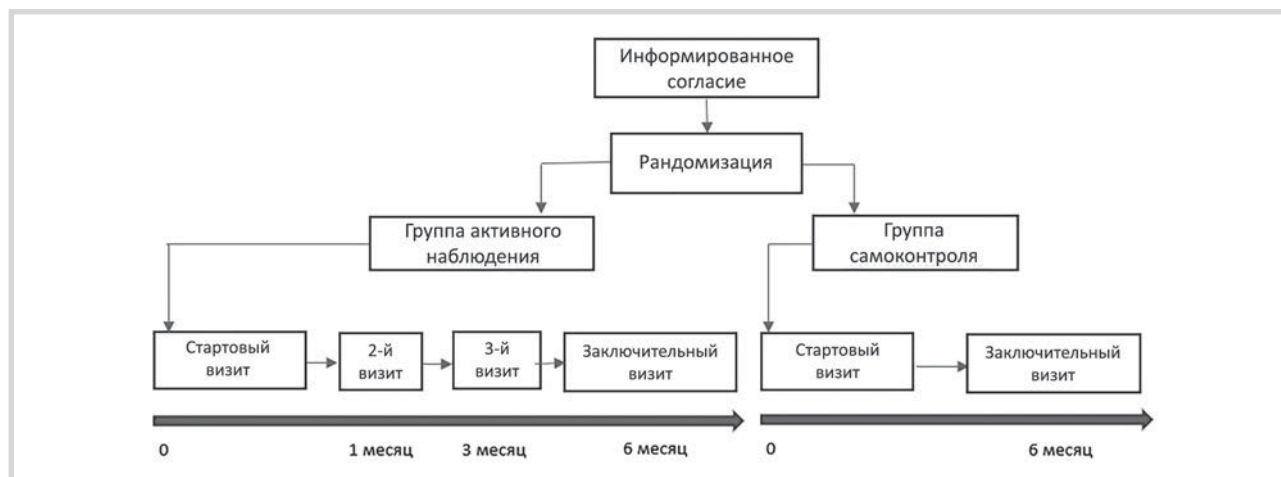 Информированное
согласие
Рандомизация
Группа активного
наблюдения
Группа
самоконтроля
Стартовый
визит
2-й
визит
3-й
визит
Заключительный
визит
Стартовый
визит
Заключительный
визит
0
1 месяц
3 месяц
6 месяц
0
6 месяц